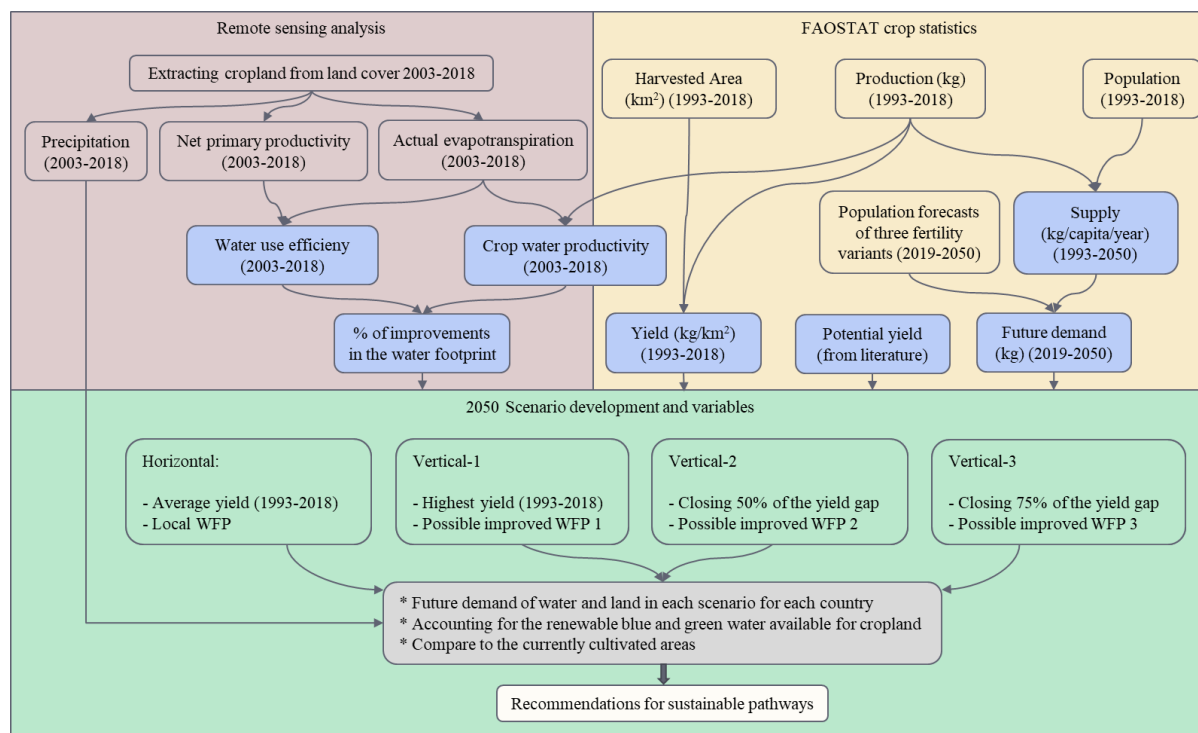 Remote sensing analysis
Extracting cropland from land cover 2003-2018
Precipitation
(2003-2018)
Net primary productivity
(2003-2018)
Actual evapotranspiration
(2003-2018)
Water use efficieny
(2003-2018)
Crop water productivity
(2003-2018)
% of improvements
in the water footprint
FAOSTAT crop statistics
Harvested Area
(km²) (1993-2018)
Production (kg)
(1993-2018)
Population
(1993-2018)
Population forecasts
of three fertility
variants (2019-2050)
Supply
(kg/capita/year)
(1993-2050)
Yield (kg/km²)
(1993-2018)
Potential yield
(from literature)
Future demand
(kg) (2019-2050)
2050 Scenario development and variables
Horizontal:
- Average yield (1993-2018)
- Local WFP
Vertical-1
- Highest yield (1993-2018)
- Possible improved WFP 1
Vertical-2
- Closing 50% of the yield gap
- Possible improved WFP 2
Vertical-3
- Closing 75% of the yield gap
- Possible improved WFP 3
* Future demand of water and land in each scenario for each country
* Accounting for the renewable blue and green water available for cropland
* Compare to the currently cultivated areas
Recommendations for sustainable pathways